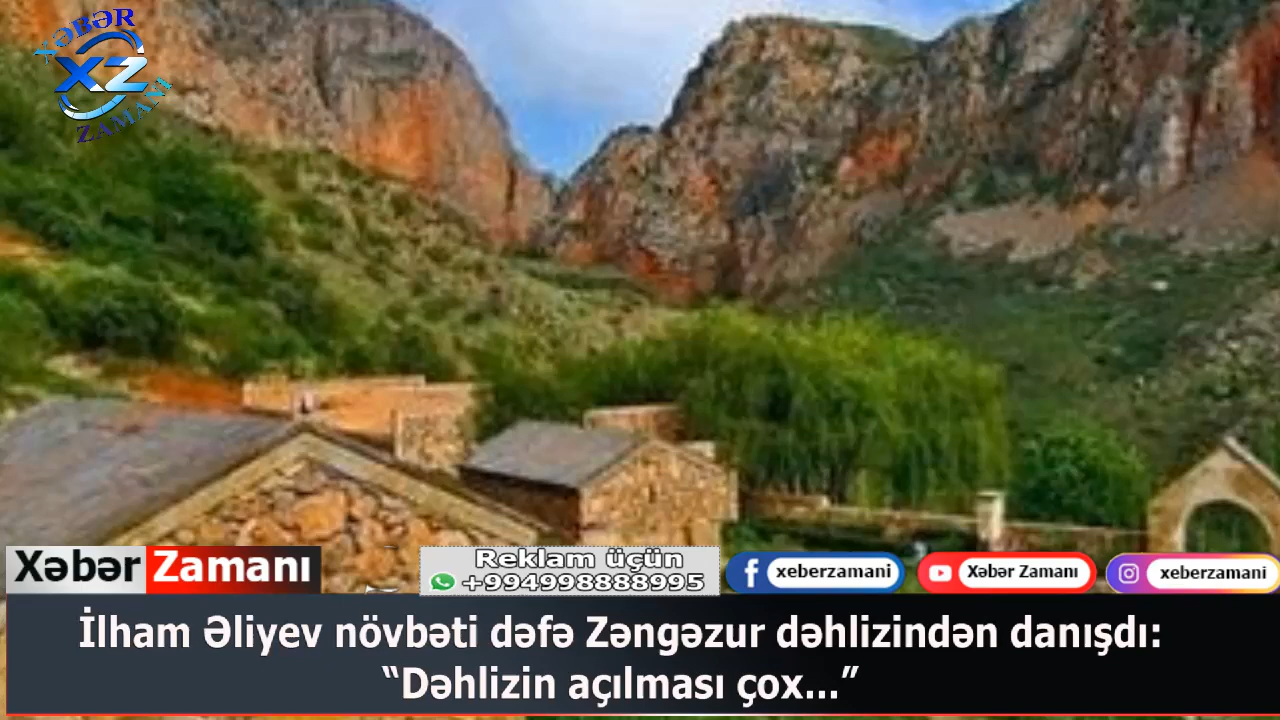 XƏBƏR
XZ
ZAMANI
Xəbər Zamanı
Reklam üçün
+994998888995
xeberzamani
Xəbər Zamanı
xeberzamani
İlham Əliyev növbəti dəfə Zəngəzur dəhlizindən danışdı:
“Dəhlizin açılması çox...”